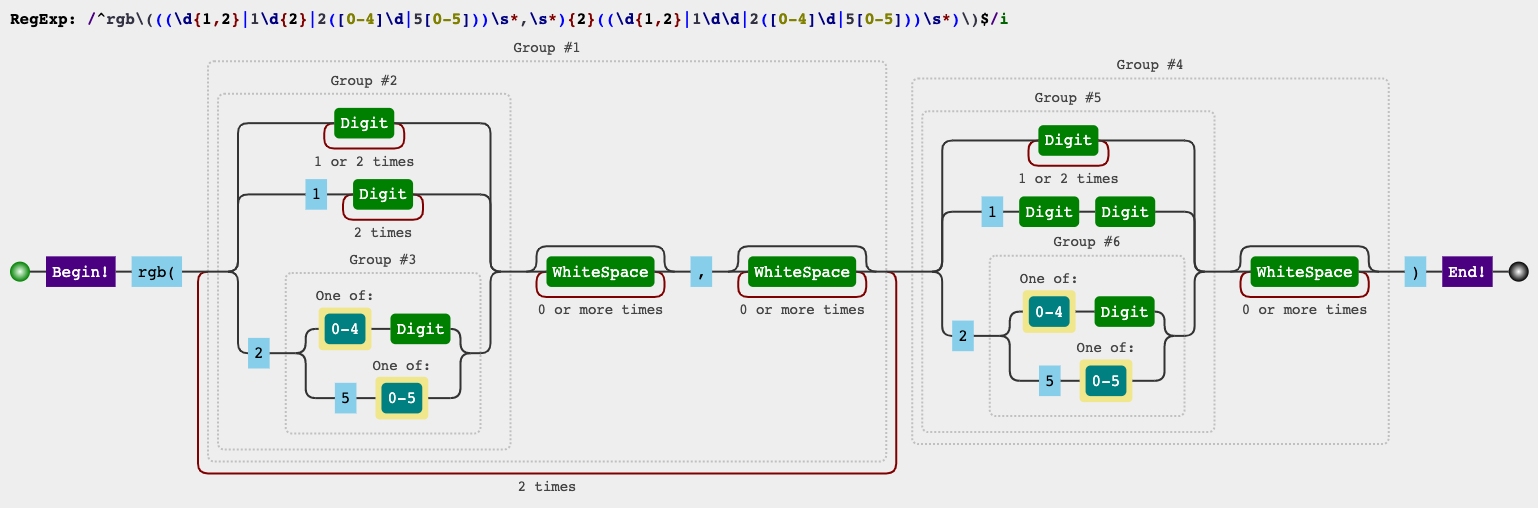 RegExp: /^rgb\(((\d{1,2}|1\d{2}|2([0-4]\d|5[0-5]))\s*,\s*){2}((\d{1,2}|1\d\d|2([0-4]\d|5[0-5]))\s*)\)$/i
Group #1
Group #2
Digit
1 or 2 times
1 Digit
2 times
Group #3
One of:
0-4 Digit
2
One of:
5 0-5
Begin! rgb(
WhiteSpace
0 or more times
,
WhiteSpace
0 or more times
2 times
Group #4
Group #5
Digit
1 or 2 times
1 Digit Digit
Group #6
One of:
0-4 Digit
2
One of:
5 0-5
WhiteSpace
0 or more times
) End!